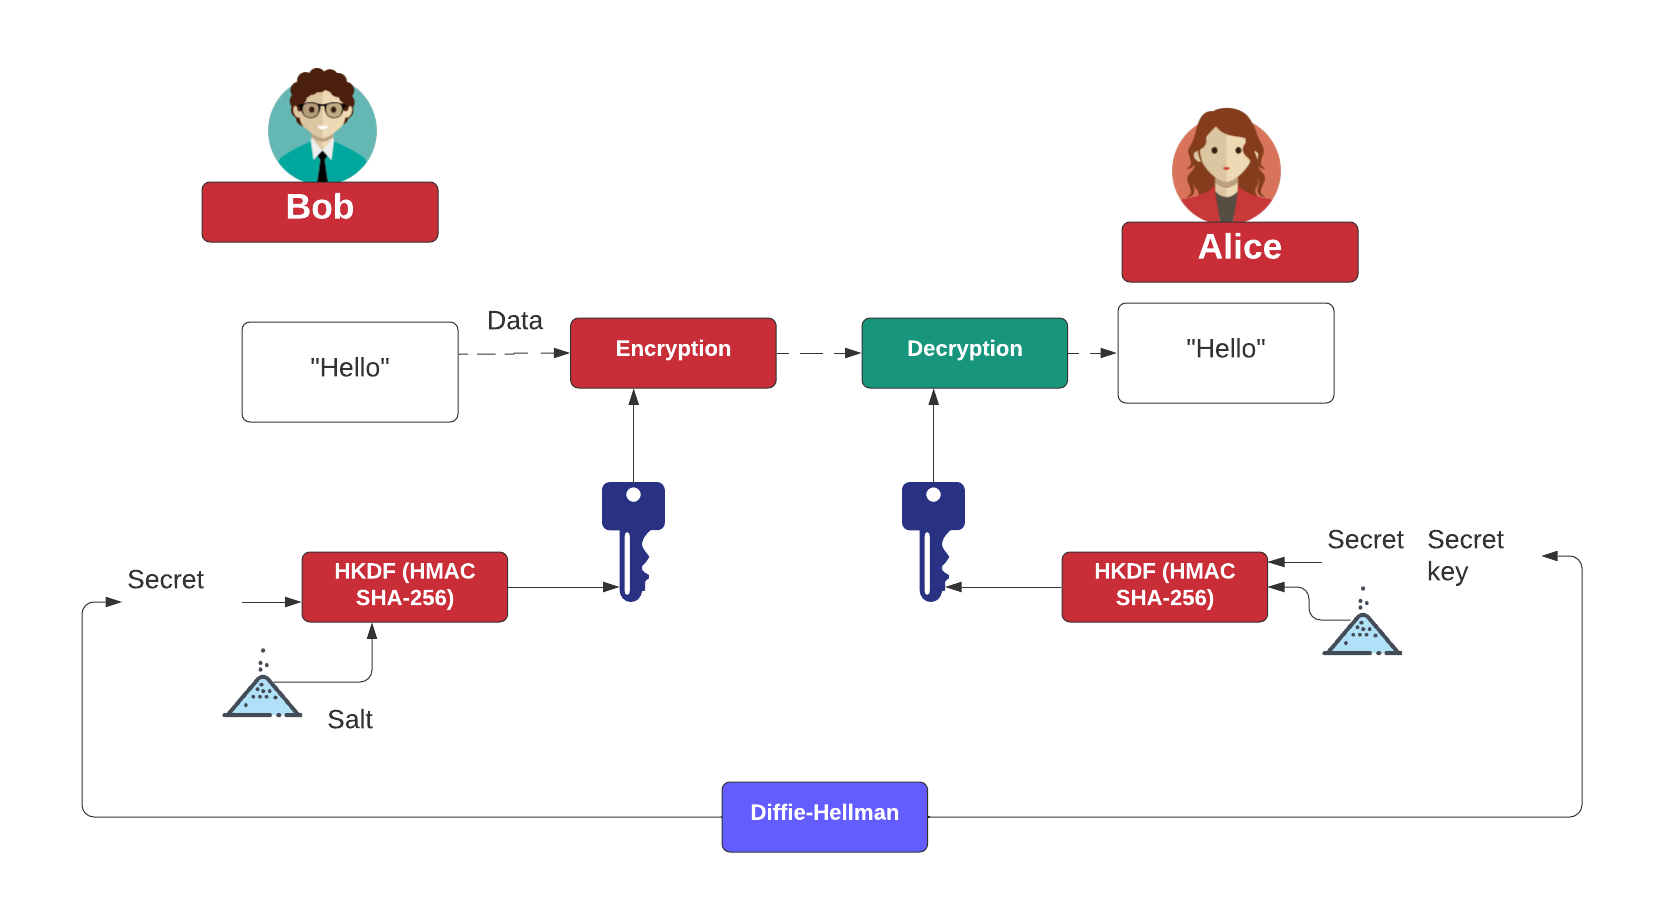 Bob
Alice
Data
"Hello"
Encryption
Decryption
"Hello"
Secret
HKDF (HMAC
SHA-256)
HKDF (HMAC
SHA-256)
Secret
Secret
key
Salt
Diffie-Hellman